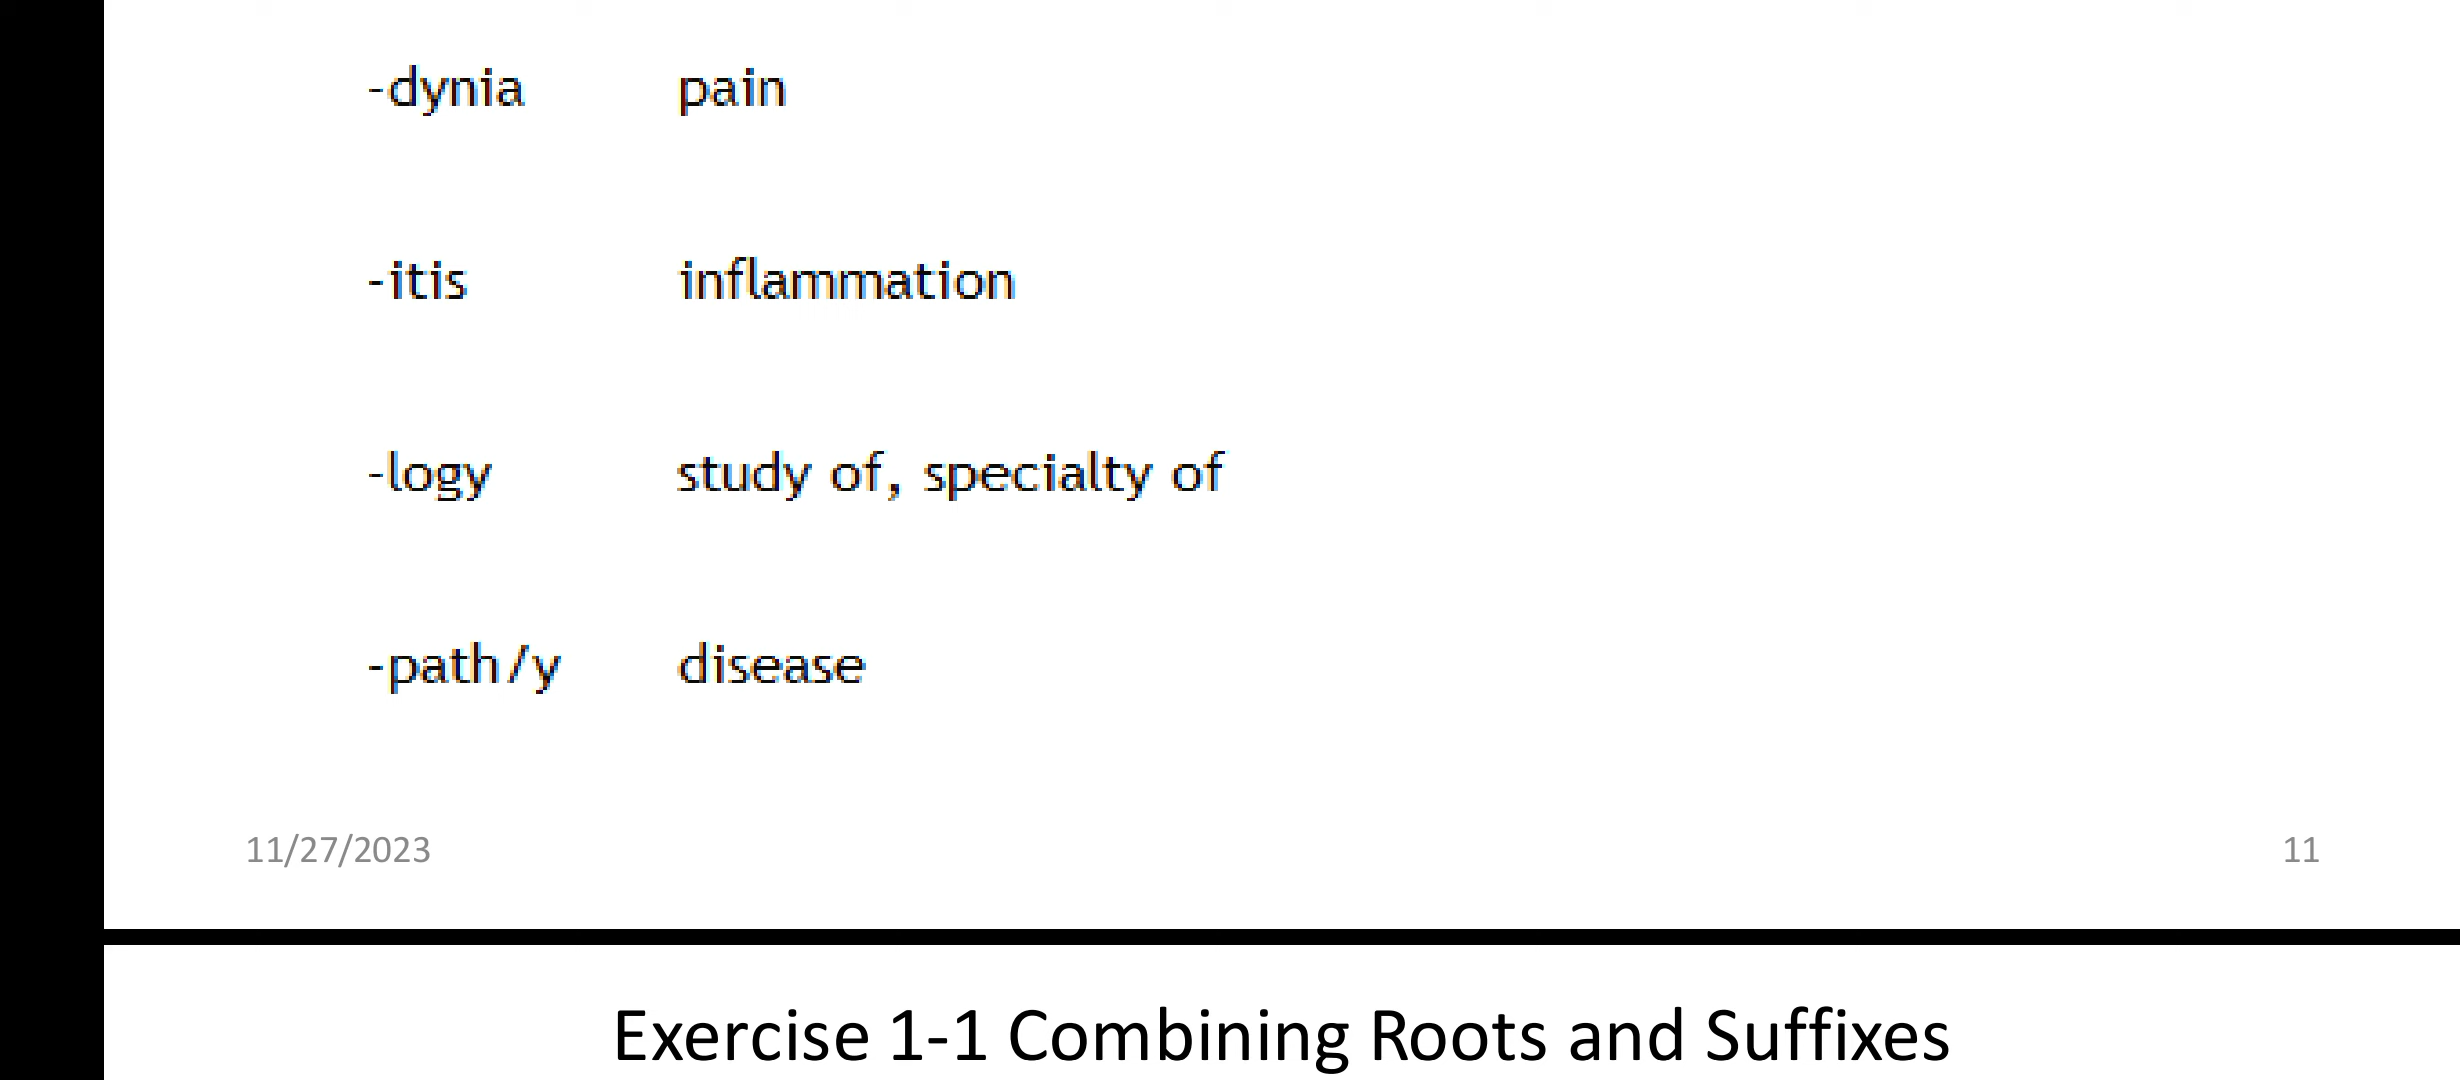 -dynia pain
-itis inflammation
-logy study of, specialty of
-path/y disease
11/27/2023 11
Exercise 1-1 Combining Roots and Suffixes